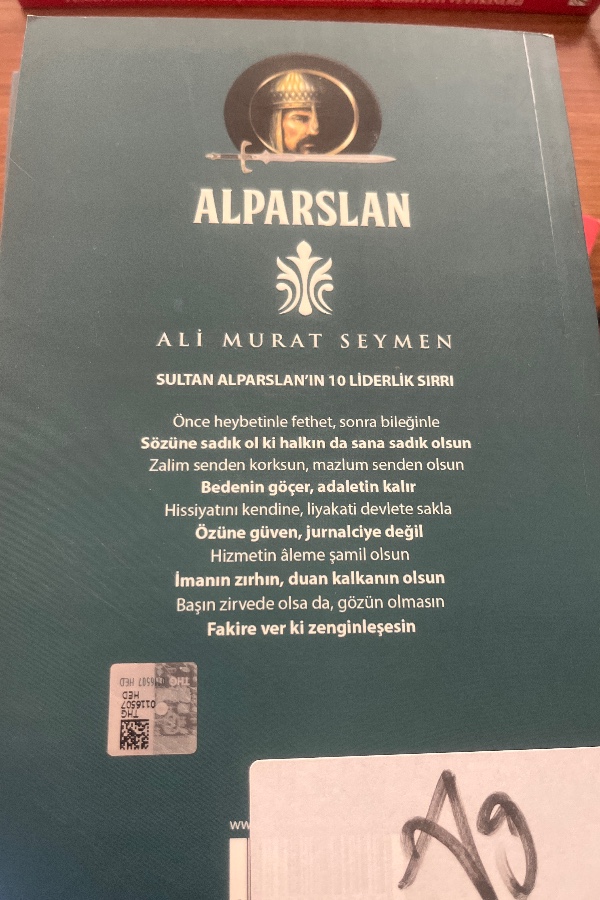 ALPARSLAN
ALİ MURAT SEYMEN
SULTAN ALPARSLAN'IN 10 LİDERLİK SIRRI
Önce heybetinle fethet, sonra bileğinle
Sözüne sadık ol ki halkın da sana sadık olsun
Zalim senden korksun, mazlum senden olsun
Bedenin göçer, adaletin kalır
Hissiyatını kendine, liyakati devlete sakla
Özüne güven, jurnalciye değil
Hizmetin âleme şamil olsun
İmanın zırhın, duan kalkanın olsun
Başın zirvede olsa da, gözün olmasın
Fakire ver ki zenginleşesin
THG
0116507
HED